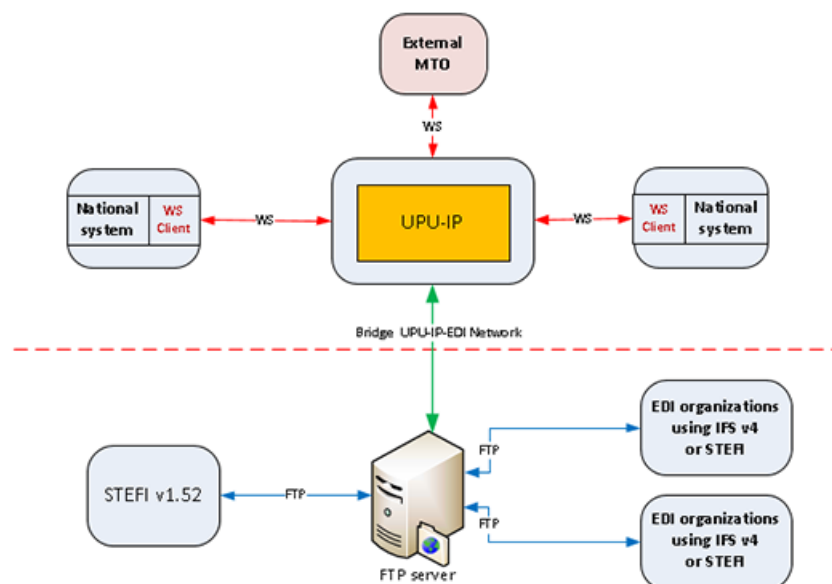 External
MTO
WS
National
system
WS
Client
WS
UPU-IP
WS
WS
Client
National
system
Bridge UPU-IP-EDI Network
STEFI v1.52
FTP
FTP server
FTP
EDI organizations
using IFS v4
or STEFI
FTP
EDI organizations
using IFS v4
or STEFI